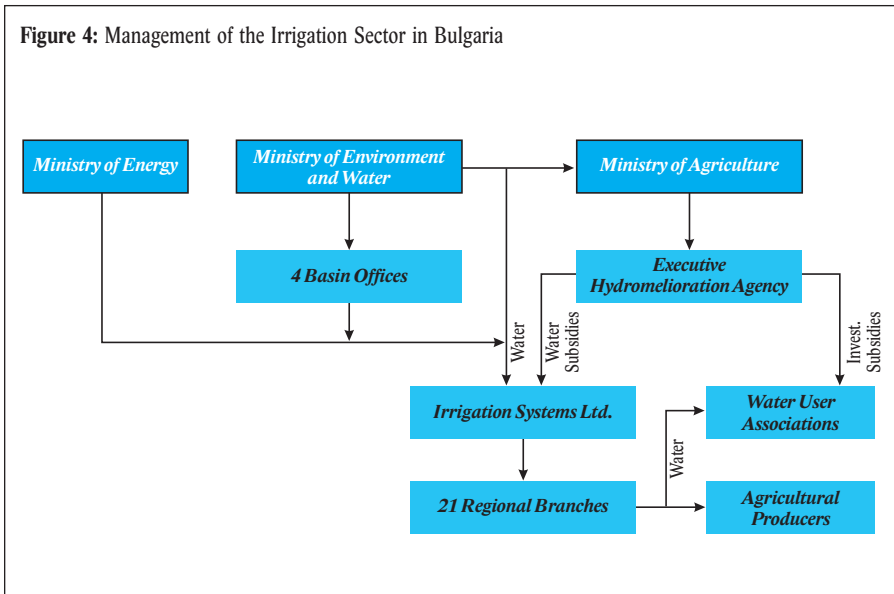 Figure 4: Management of the Irrigation Sector in Bulgaria
Ministry of Energy
Ministry of Environment
and Water
Ministry of Agriculture
4 Basin Offices
Executive
Hydromelioration Agency
Water
Water
Subsidies
Invest.
Subsidies
Irrigation Systems Ltd.
Water User
Associations
Water
21 Regional Branches
Agricultural
Producers